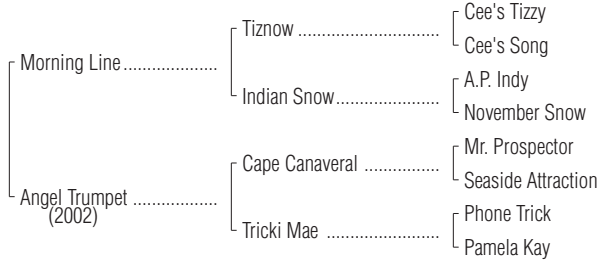 Cee's Tizzy
Tiznow ....................................
Cee's Song
Morning Line ........................
A.P. Indy
Indian Snow..........................
November Snow
Mr. Prospector
Cape Canaveral ...................
Seaside Attraction
Angel Trumpet .....................
(2002)
Phone Trick
Tricki Mae ............................
Pamela Kay